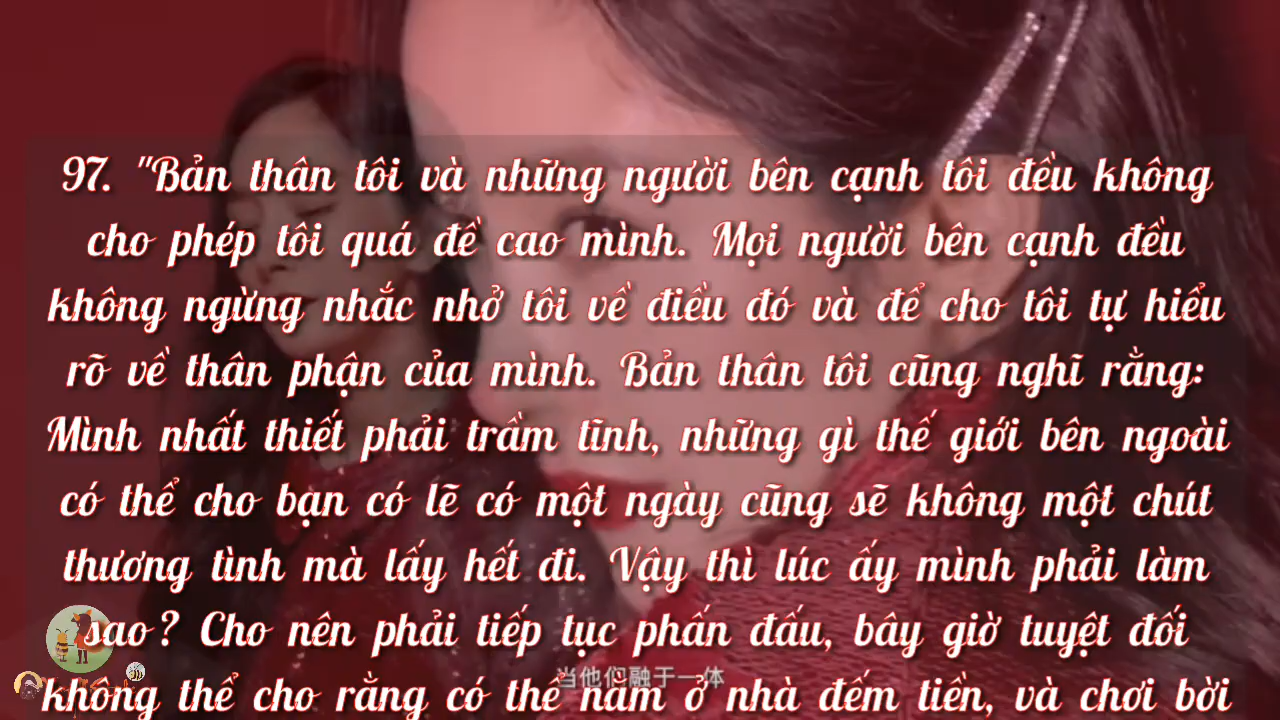 97. "Bản thân tôi và những người bên cạnh tôi đều không
cho phép tôi quá đề cao mình. Mọi người bên cạnh đều
không ngừng nhắc nhở tôi về điều đó và để cho tôi tự hiểu
rõ về thân phận của mình. Bản thân tôi cũng nghĩ rằng:
Mình nhất thiết phải trầm tĩnh, những gì thế giới bên ngoài
có thể cho bạn có lẽ có một ngày cũng sẽ không một chút
thương tình mà lấy hết đi. Vậy thì lúc ấy mình phải làm
sao? Cho nên phải tiếp tục phấn đấu, bây giờ tuyệt đối
当他们融于一体
không thể cho rằng có thể nằm ở nhà đếm tiền, và chơi bời